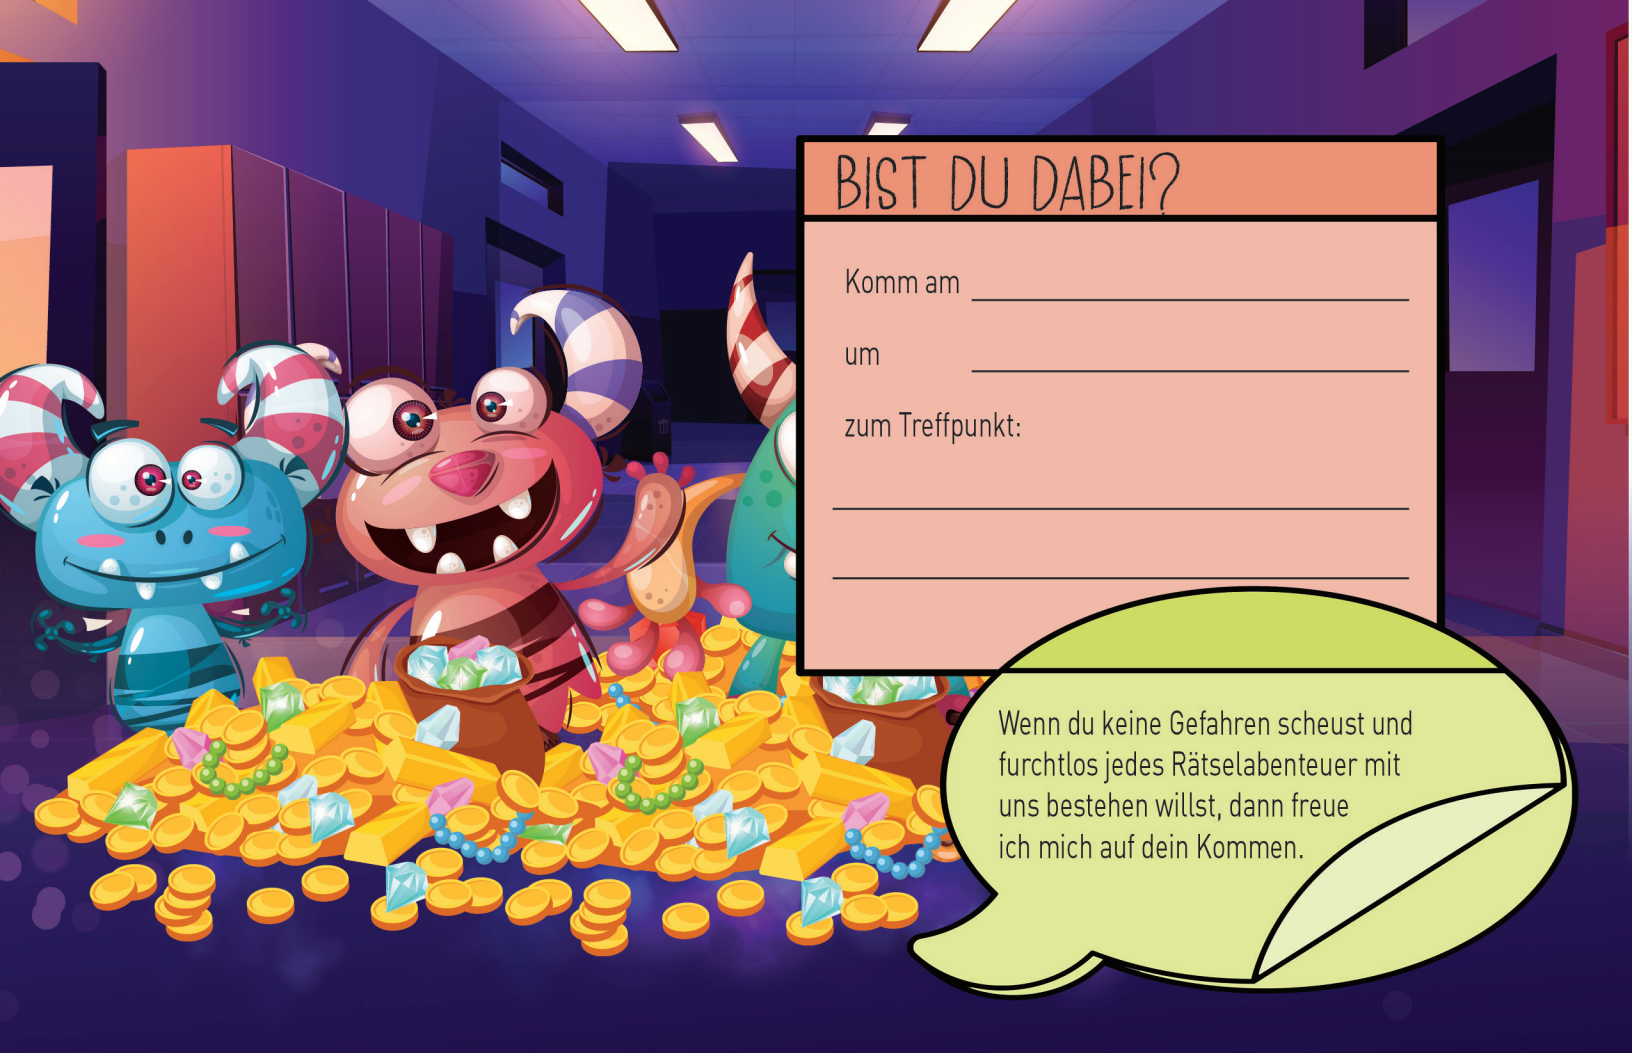 BIST DU DABEI?
Komm am
um
zum Treffpunkt:
Wenn du keine Gefahren scheust und
furchtlos jedes Rätselabenteuer mit
uns bestehen willst, dann freue
ich mich auf dein Kommen.